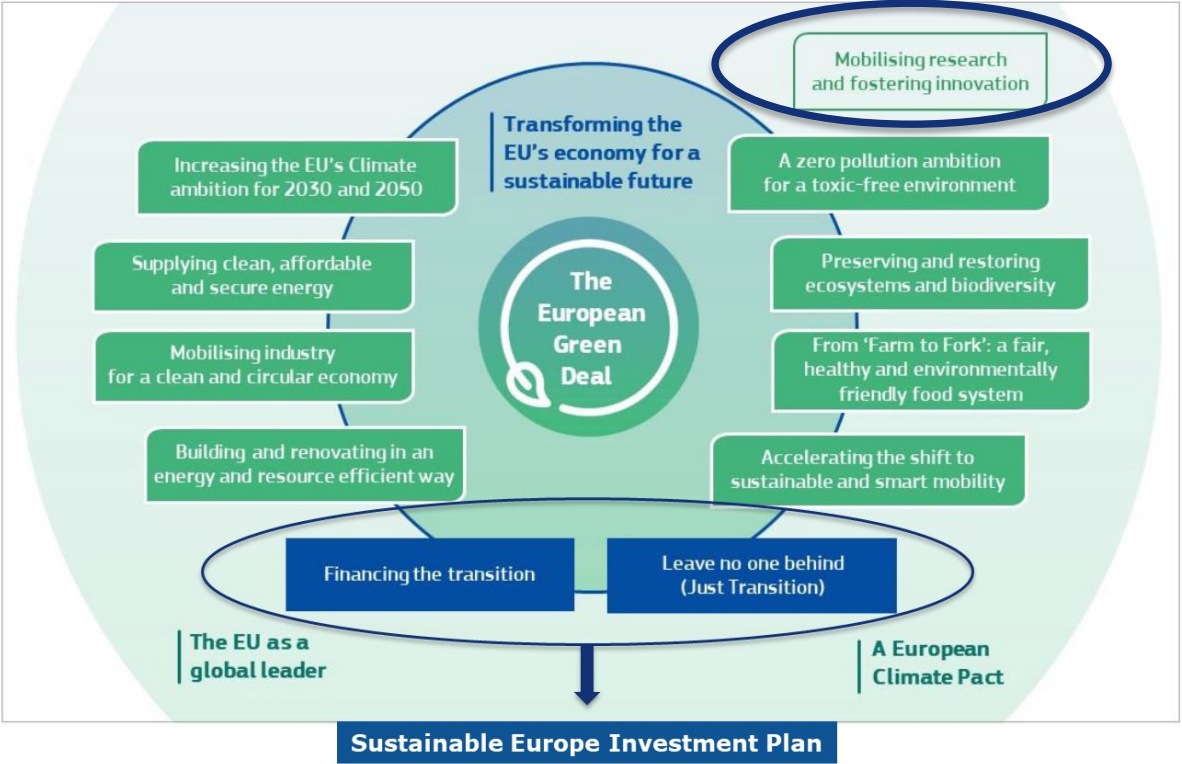 Mobilising research
and fostering innovation
Transforming the
EU's economy for a
sustainable future
Increasing the EU's Climate
ambition for 2030 and 2050
A zero pollution ambition
for a toxic-free environment
Supplying clean, affordable
and secure energy
The
European
Green
Deal
Preserving and restoring
ecosystems and biodiversity
Mobilising industry
for a clean and circular economy
From ‘Farm to Fork’: a fair,
healthy and environmentally
friendly food system
Building and renovating in an
energy and resource efficient way
Accelerating the shift to
sustainable and smart mobility
Financing the transition
Leave no one behind
(Just Transition)
The EU as a
global leader
A European
Climate Pact
Sustainable Europe Investment Plan